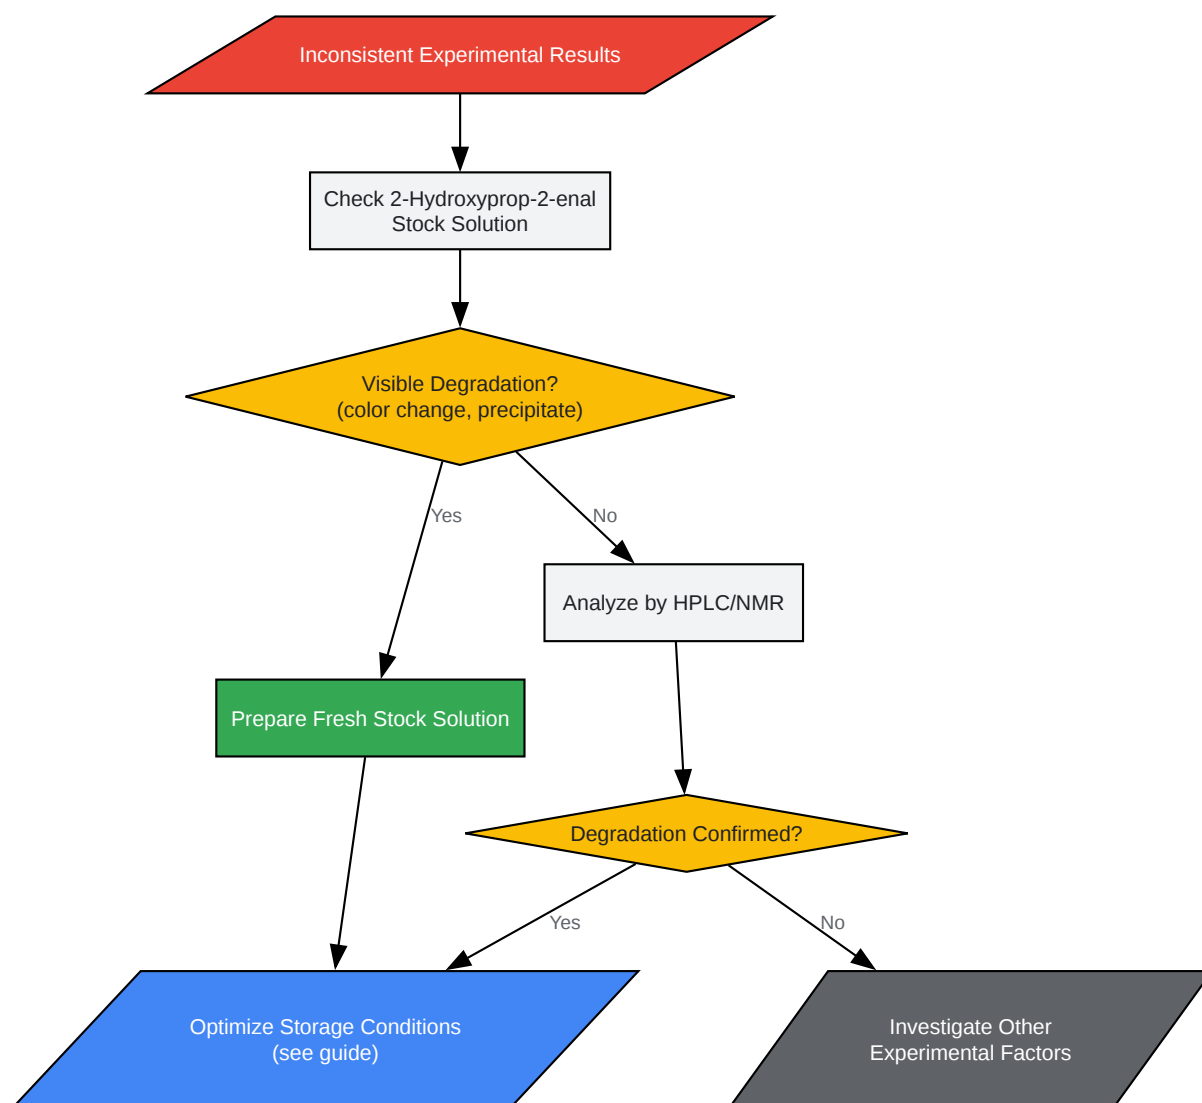 Inconsistent Experimental Results
Check 2-Hydroxyprop-2-enal
Stock Solution
Visible Degradation?
(color change, precipitate)
Yes
No
Analyze by HPLC/NMR
Prepare Fresh Stock Solution
Degradation Confirmed?
Yes
No
Optimize Storage Conditions
(see guide)
Investigate Other
Experimental Factors